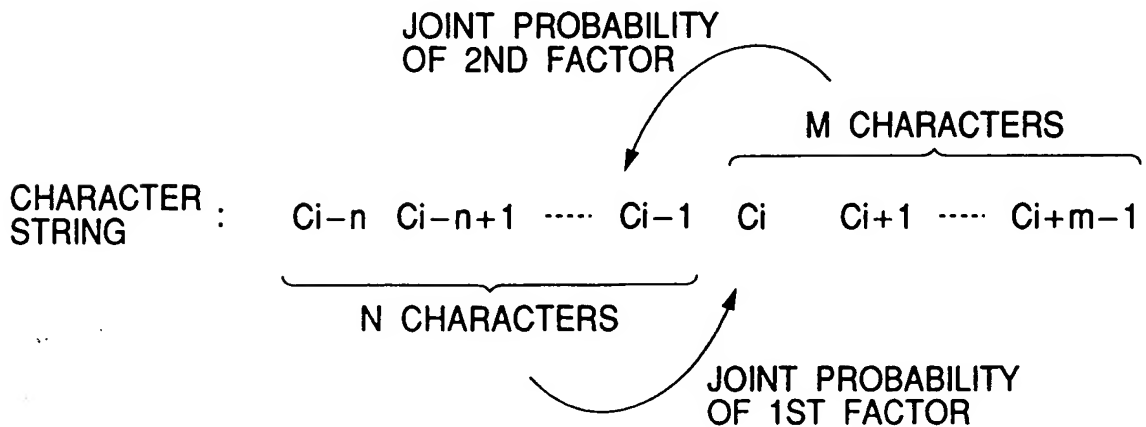 JOINT PROBABILITY
OF 2ND FACTOR
M CHARACTERS
CHARACTER
STRING : Ci−n Ci−n+1 ····· Ci−1 Ci Ci+1 ····· Ci+m−1
N CHARACTERS
JOINT PROBABILITY
OF 1ST FACTOR